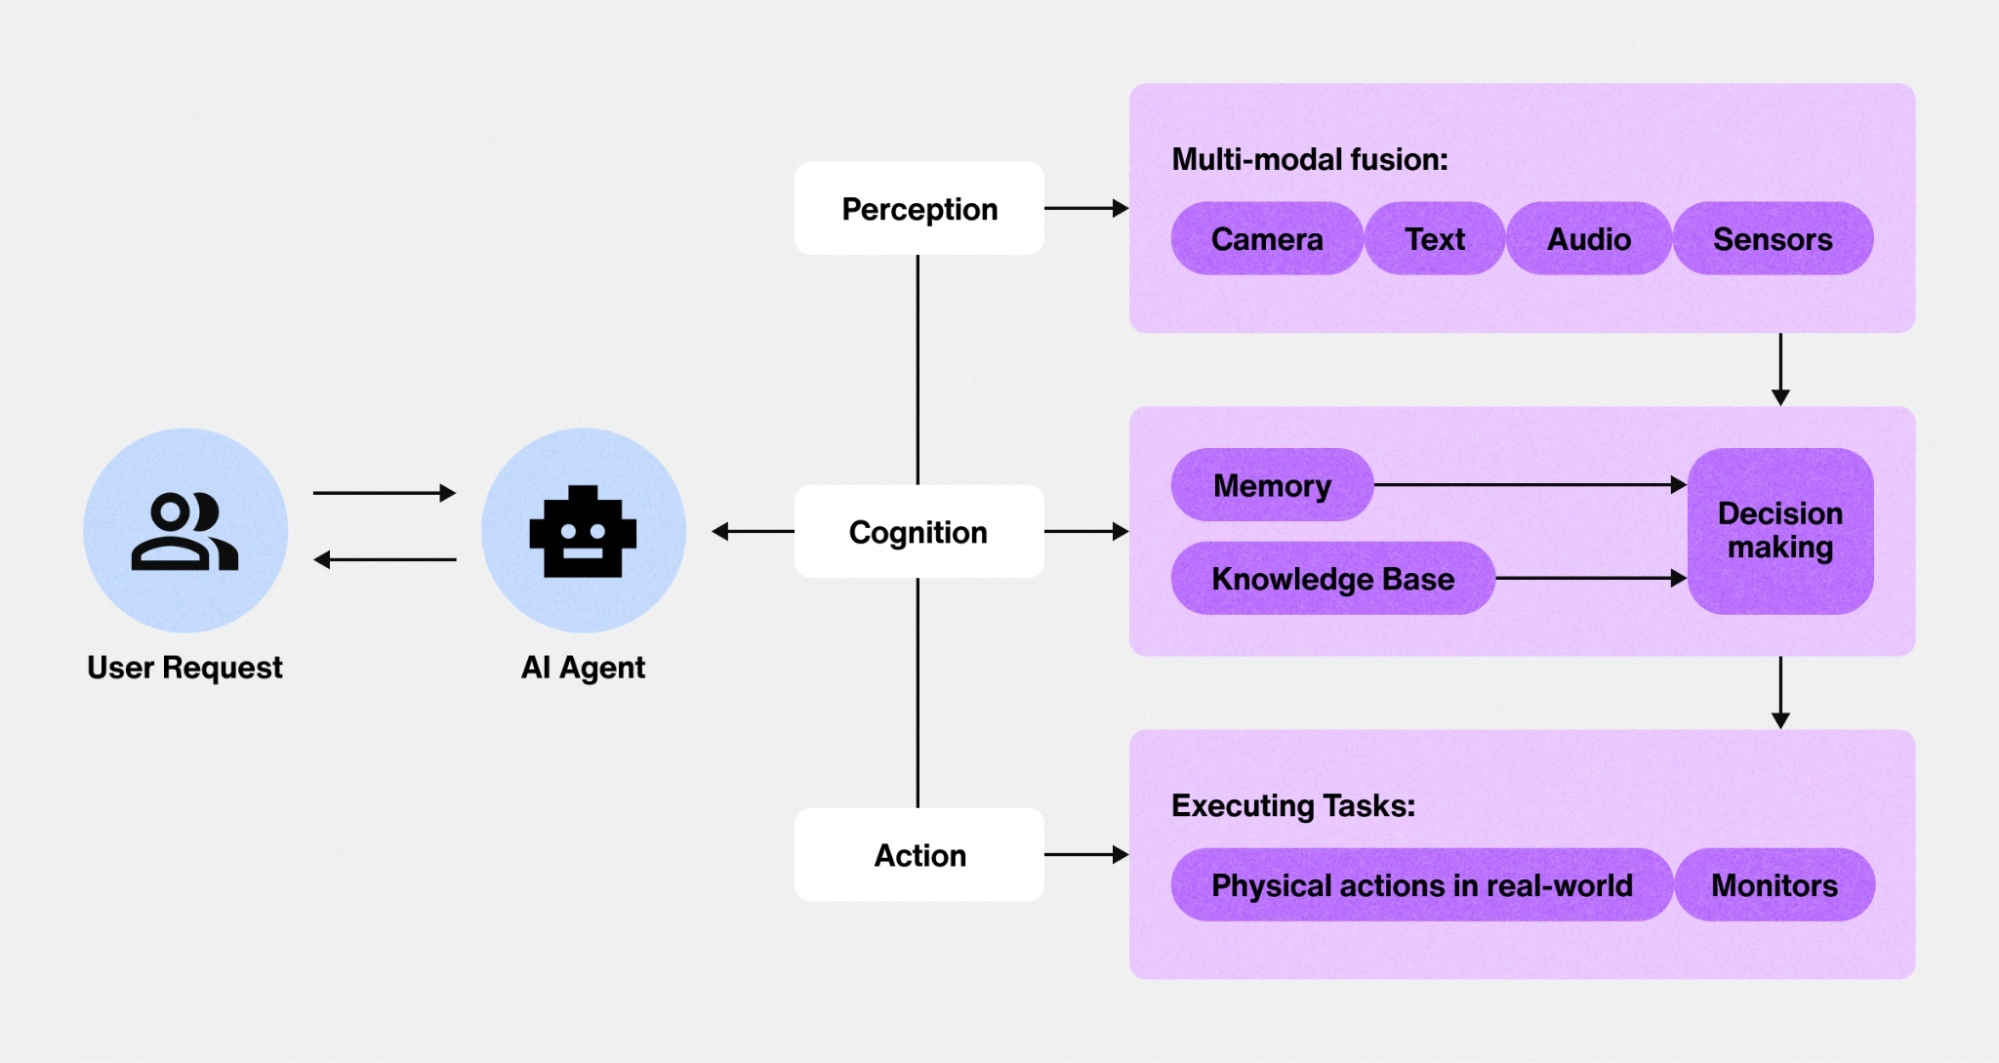 Multi-modal fusion:
Perception
Camera
Text
Audio
Sensors
Memory
Decision
making
Cognition
Knowledge Base
User Request
AI Agent
Executing Tasks:
Action
Physical actions in real-world
Monitors